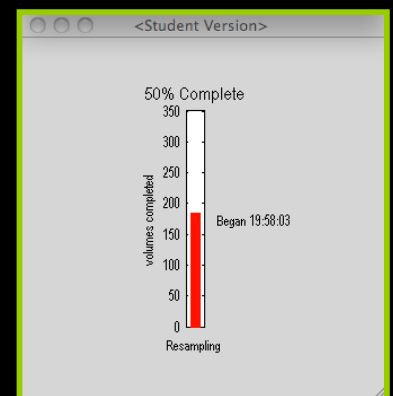 <Student Version>
50% Complete
350
300
250
200
150
100
50
0
volumes completed
Began 19:58:03
Resampling